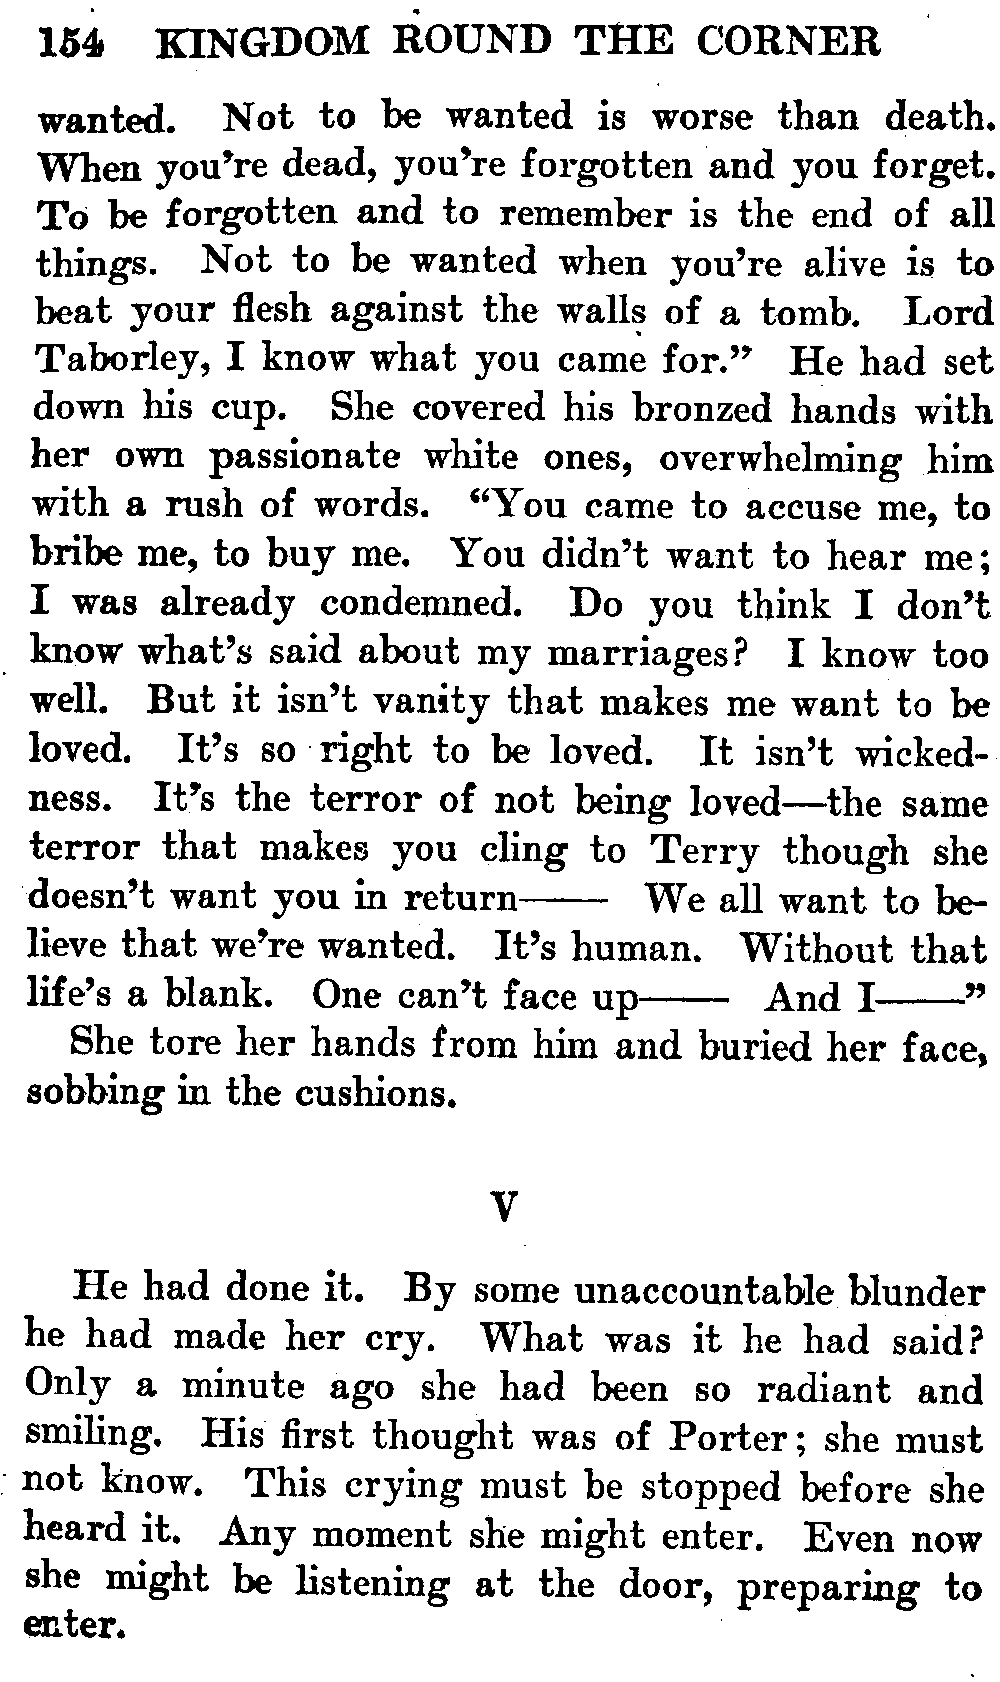 154 KINGDOM ROUND THE CORNER
wanted. Not to be wanted is worse than death.
When you're dead, you're forgotten and you forget.
To be forgotten and to remember is the end of all
things. Not to be wanted when you're alive is to
beat your flesh against the walls of a tomb. Lord
Taborley, I know what you came for." He had set
down his cup. She covered his bronzed hands with
her own passionate white ones, overwhelming him
with a rush of words. "You came to accuse me, to
bribe me, to buy me. You didn't want to hear me;
I was already condemned. Do you think I don't
know what's said about my marriages? I know too
well. But it isn't vanity that makes me want to be
loved. It's so right to be loved. It isn't wicked-
ness. It's the terror of not being loved—the same
terror that makes you cling to Terry though she
doesn't want you in return—— We all want to be-
lieve that we're wanted. It's human. Without that
life's a blank. One can't face up—— And I——"
She tore her hands from him and buried her face,
sobbing in the cushions.
V
He had done it. By some unaccountable blunder
he had made her cry. What was it he had said?
Only a minute ago she had been so radiant and
smiling. His first thought was of Porter; she must
not know. This crying must be stopped before she
heard it. Any moment she might enter. Even now
she might be listening at the door, preparing to
enter.